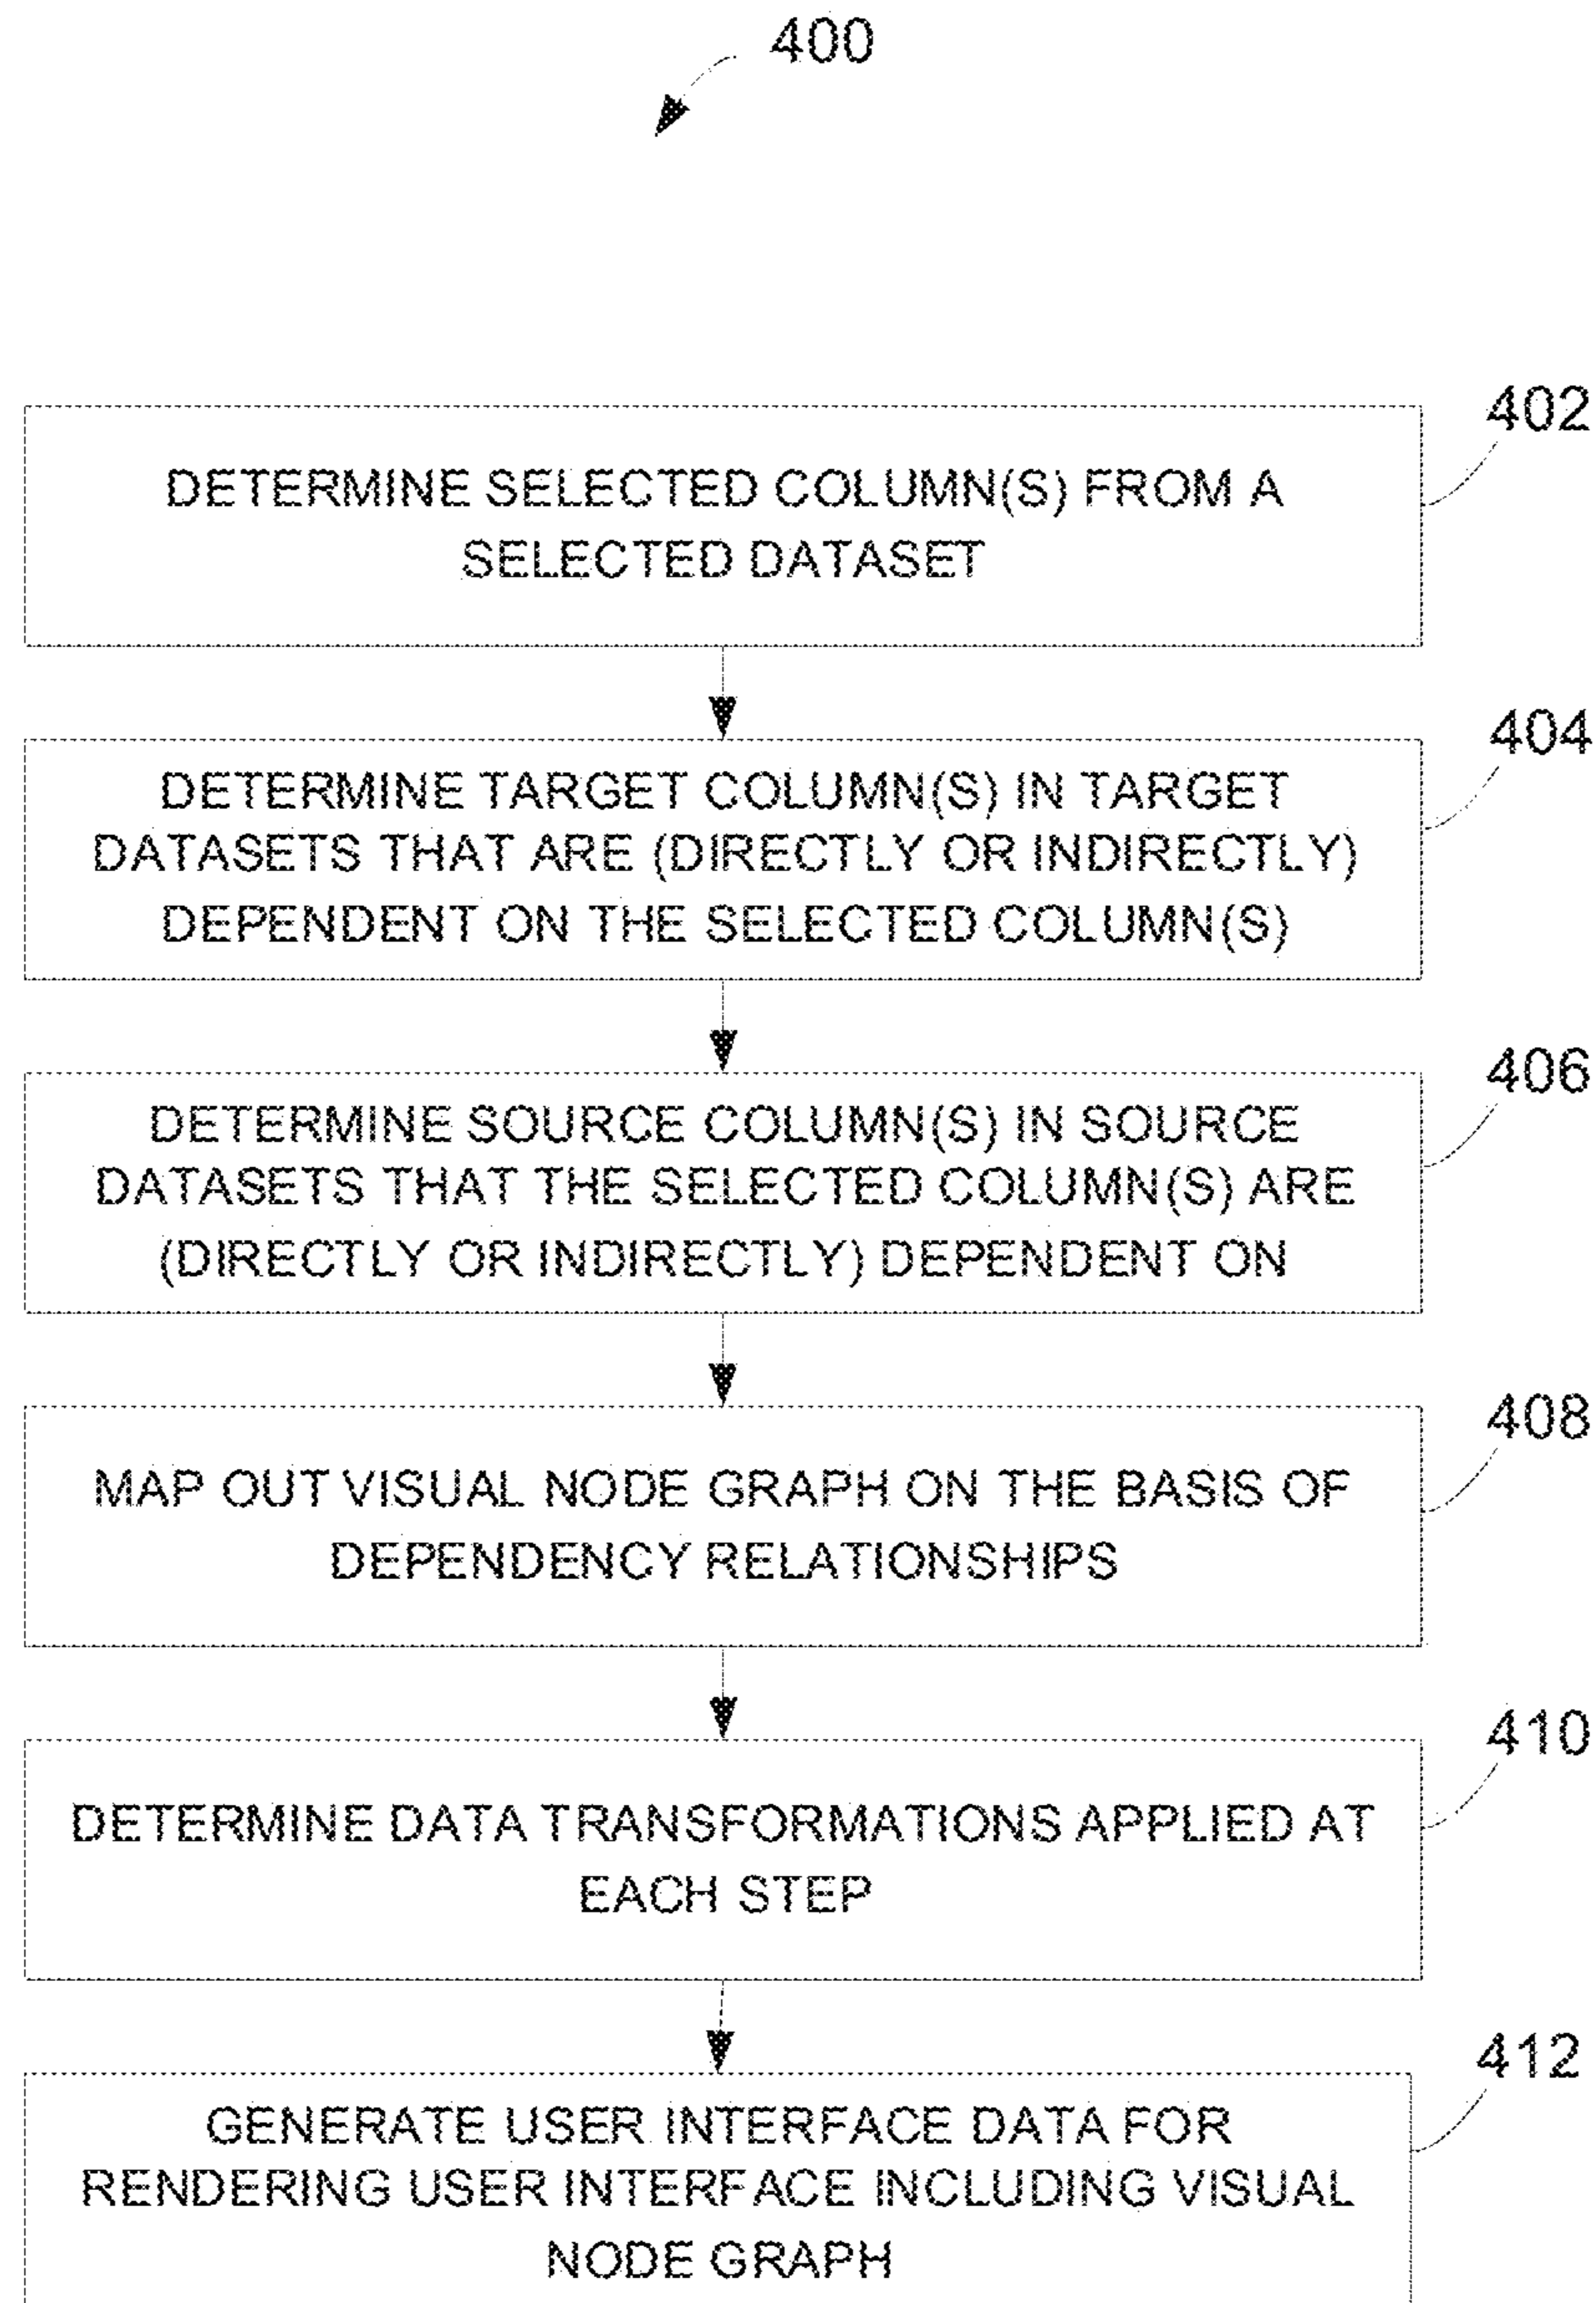 400
402
DETERMINE SELECTED COLUMN(S) FROM A
SELECTED DATASET
404
DETERMINE TARGET COLUMN(S) IN TARGET
DATASETS THAT ARE (DIRECTLY OR INDIRECTLY)
DEPENDENT ON THE SELECTED COLUMN(S)
406
DETERMINE SOURCE COLUMN(S) IN SOURCE
DATASETS THAT THE SELECTED COLUMN(S) ARE
(DIRECTLY OR INDIRECTLY) DEPENDENT ON
408
MAP OUT VISUAL NODE GRAPH ON THE BASIS OF
DEPENDENCY RELATIONSHIPS
410
DETERMINE DATA TRANSFORMATIONS APPLIED AT
EACH STEP
412
GENERATE USER INTERFACE DATA FOR
RENDERING USER INTERFACE INCLUDING VISUAL
NODE GRAPH